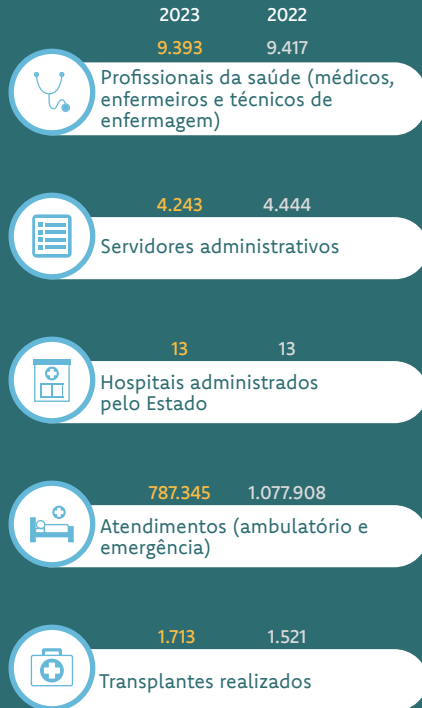 2023 2022
9.393 9.417
Profissionais da saúde (médicos,
enfermeiros e técnicos de
enfermagem)
4.243 4.444
Servidores administrativos
13 13
Hospitais administrados
pelo Estado
787.345 1.077.908
Atendimentos (ambulatório e
emergência)
1.713 1.521
Transplantes realizados